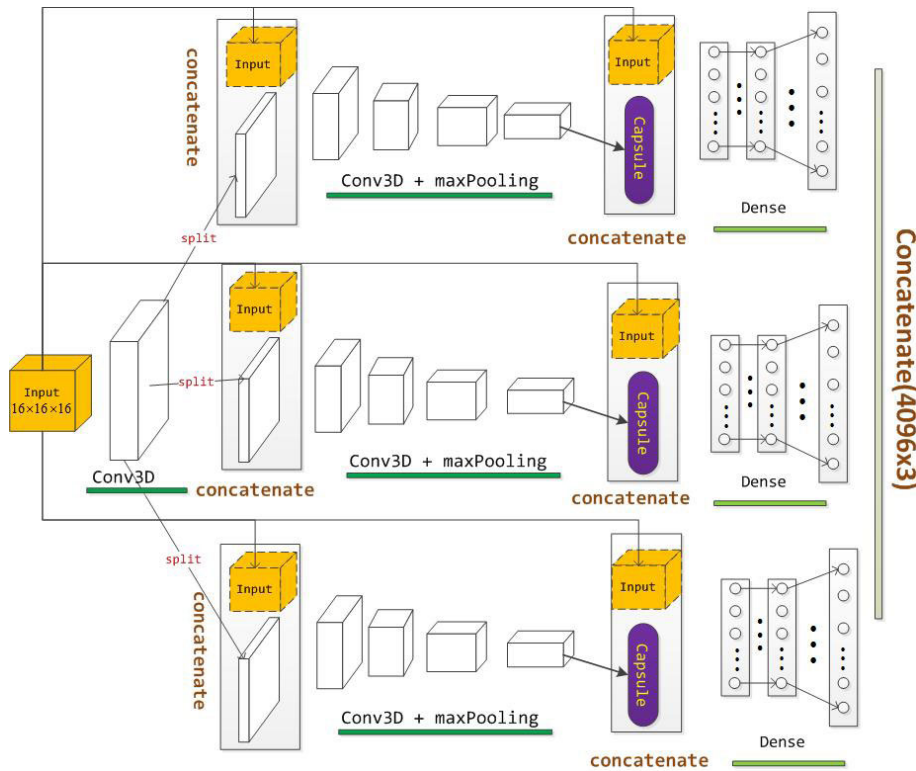 concatenate
Input
Input
Capsule
Conv3D + maxPooling
concatenate
Dense
split
Input
16×16×16
Conv3D
split
Input
concatenate
Conv3D + maxPooling
Input
Capsule
concatenate
Dense
Concatenate(4096x3)
split
concatenate
Input
Conv3D + maxPooling
Input
Capsule
concatenate
Dense